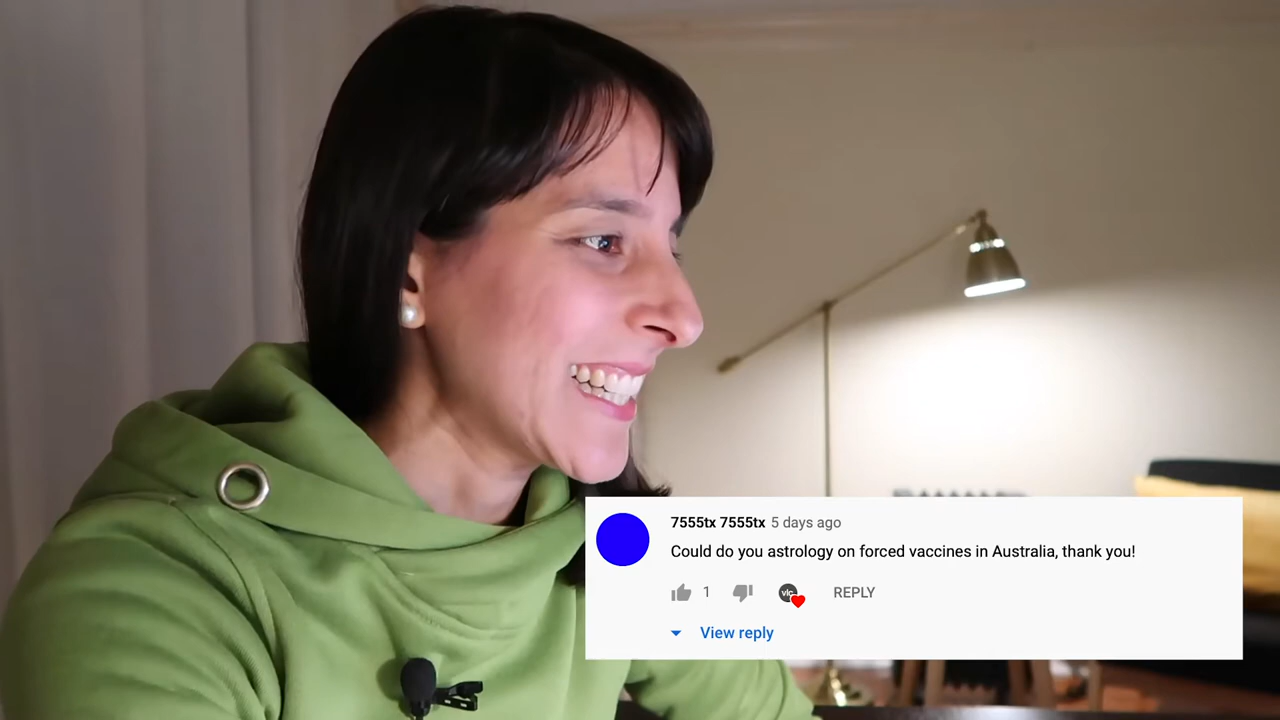 7555tx 7555tx 5 days ago
Could do you astrology on forced vaccines in Australia, thank you!
1 vic REPLY
View reply